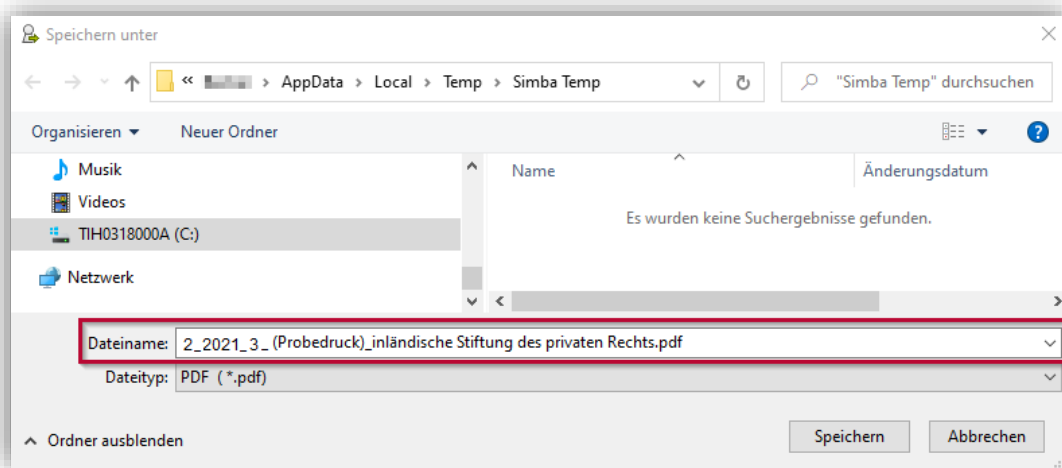 Speichern unter
« > AppData > Local > Temp > Simba Temp
"Simba Temp" durchsuchen
Organisieren
Neuer Ordner
?
Musik
Videos
TIH0318000A (C:)
Netzwerk
Name
Änderungsdatum
Es wurden keine Suchergebnisse gefunden.
Dateiname: 2_2021_3_ (Probedruck)_inländische Stiftung des privaten Rechts.pdf
Dateityp: PDF ( *.pdf)
Ordner ausblenden
Speichern
Abbrechen